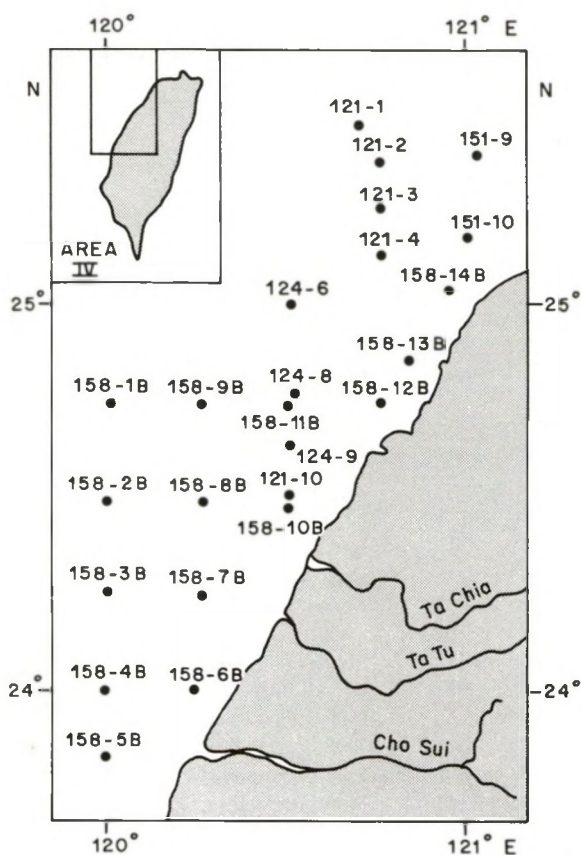 120° 121° E
N N
121-1
121-2 151-9
121-3
AREA 121-4 151-10
IV
158-14B
25° 124-6 25°
158-13B
158-1B 158-9B 124-8 158-12B
158-11B
124-9
158-2B 158-8B 121-10
158-10B
158-3B 158-7B
Ta Chia
Ta Tu
24° 158-4B 158-6B 24°
158-5B Cho Sui
120° 121° E